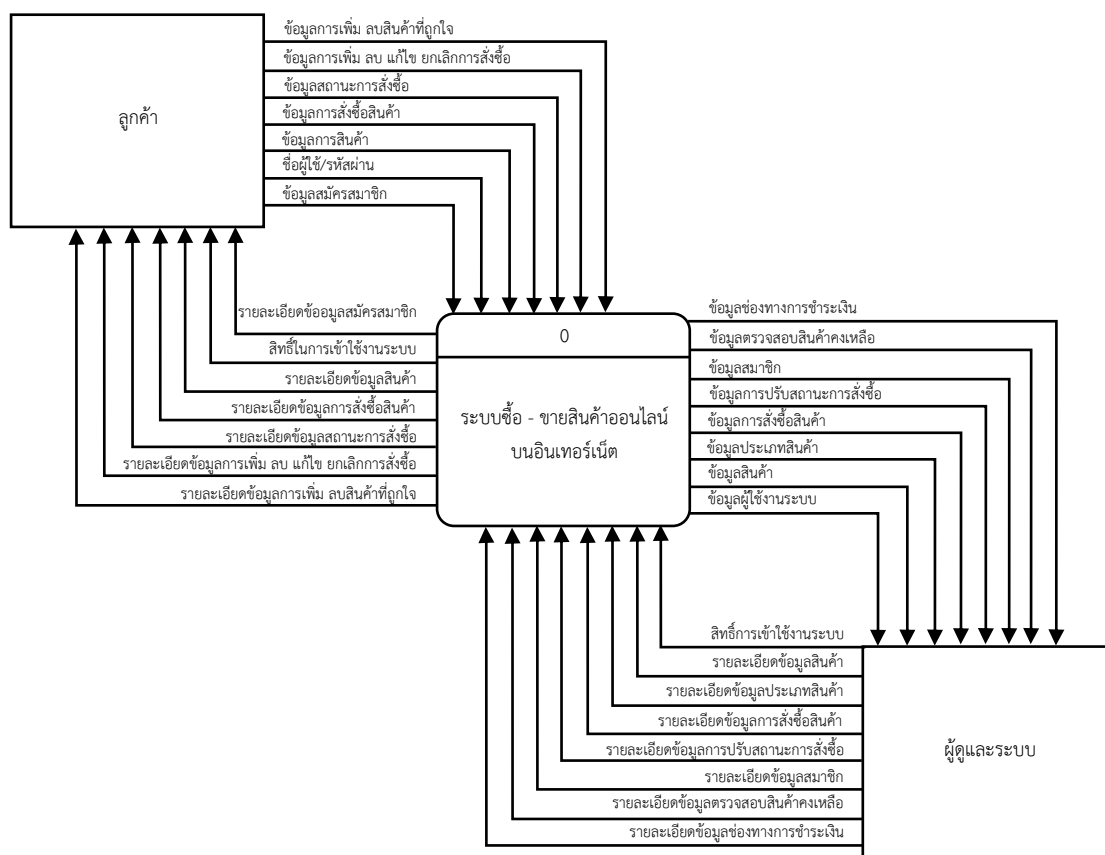 ข้อมูลการเพิ่ม ลบสินค้าที่ถูกใจ
ข้อมูลการเพิ่ม ลบ แก้ไข ยกเลิกการสั่งซื้อ
ข้อมูลสถานะการสั่งซื้อ
ข้อมูลการสั่งซื้อสินค้า
ข้อมูลการสินค้า
ชื่อผู้ใช้/รหัสผ่าน
ข้อมูลสมัครสมาชิก
ลูกค้า
รายละเอียดข้ออมูลสมัครสมาชิก
สิทธิ์ในการเข้าใช้งานระบบ
รายละเอียดข้อมูลสินค้า
รายละเอียดข้อมูลการสั่งซื้อสินค้า
รายละเอียดข้อมูลสถานะการสั่งซื้อ
รายละเอียดข้อมูลการเพิ่ม ลบ แก้ไข ยกเลิกการสั่งซื้อ
รายละเอียดข้อมูลการเพิ่ม ลบสินค้าที่ถูกใจ
0
ระบบซื้อ - ขายสินค้าออนไลน์
บนอินเทอร์เน็ต
ข้อมูลช่องทางการชำระเงิน
ข้อมูลตรวจสอบสินค้าคงเหลือ
ข้อมูลสมาชิก
ข้อมูลการปรับสถานะการสั่งซื้อ
ข้อมูลการสั่งซื้อสินค้า
ข้อมูลประเภทสินค้า
ข้อมูลสินค้า
ข้อมูลผู้ใช้งานระบบ
สิทธิ์การเข้าใช้งานระบบ
รายละเอียดข้อมูลสินค้า
รายละเอียดข้อมูลประเภทสินค้า
รายละเอียดข้อมูลการสั่งซื้อสินค้า
รายละเอียดข้อมูลการปรับสถานะการสั่งซื้อ
รายละเอียดข้อมูลสมาชิก
รายละเอียดข้อมูลตรวจสอบสินค้าคงเหลือ
รายละเอียดข้อมูลช่องทางการชำระเงิน
ผู้ดูและระบบ